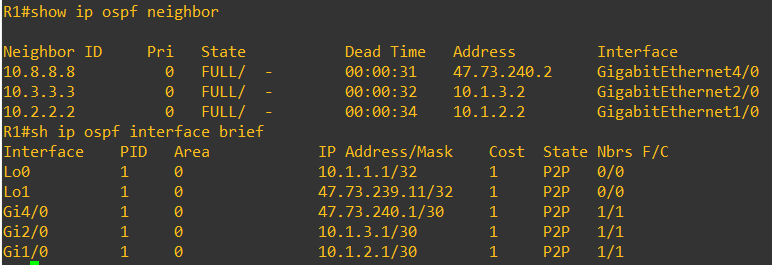 R1#show ip ospf neighbor
Neighbor ID     Pri   State           Dead Time   Address         Interface
10.8.8.8          0   FULL/  -        00:00:31    47.73.240.2     GigabitEthernet4/0
10.3.3.3          0   FULL/  -        00:00:32    10.1.3.2        GigabitEthernet2/0
10.2.2.2          0   FULL/  -        00:00:34    10.1.2.2        GigabitEthernet1/0
R1#sh ip ospf interface brief
Interface    PID   Area            IP Address/Mask    Cost  State Nbrs F/C
Lo0          1     0               10.1.1.1/32        1     P2P   0/0
Lo1          1     0               47.73.239.11/32    1     P2P   0/0
Gi4/0        1     0               47.73.240.1/30     1     P2P   1/1
Gi2/0        1     0               10.1.3.1/30        1     P2P   1/1
Gi1/0        1     0               10.1.2.1/30        1     P2P   1/1